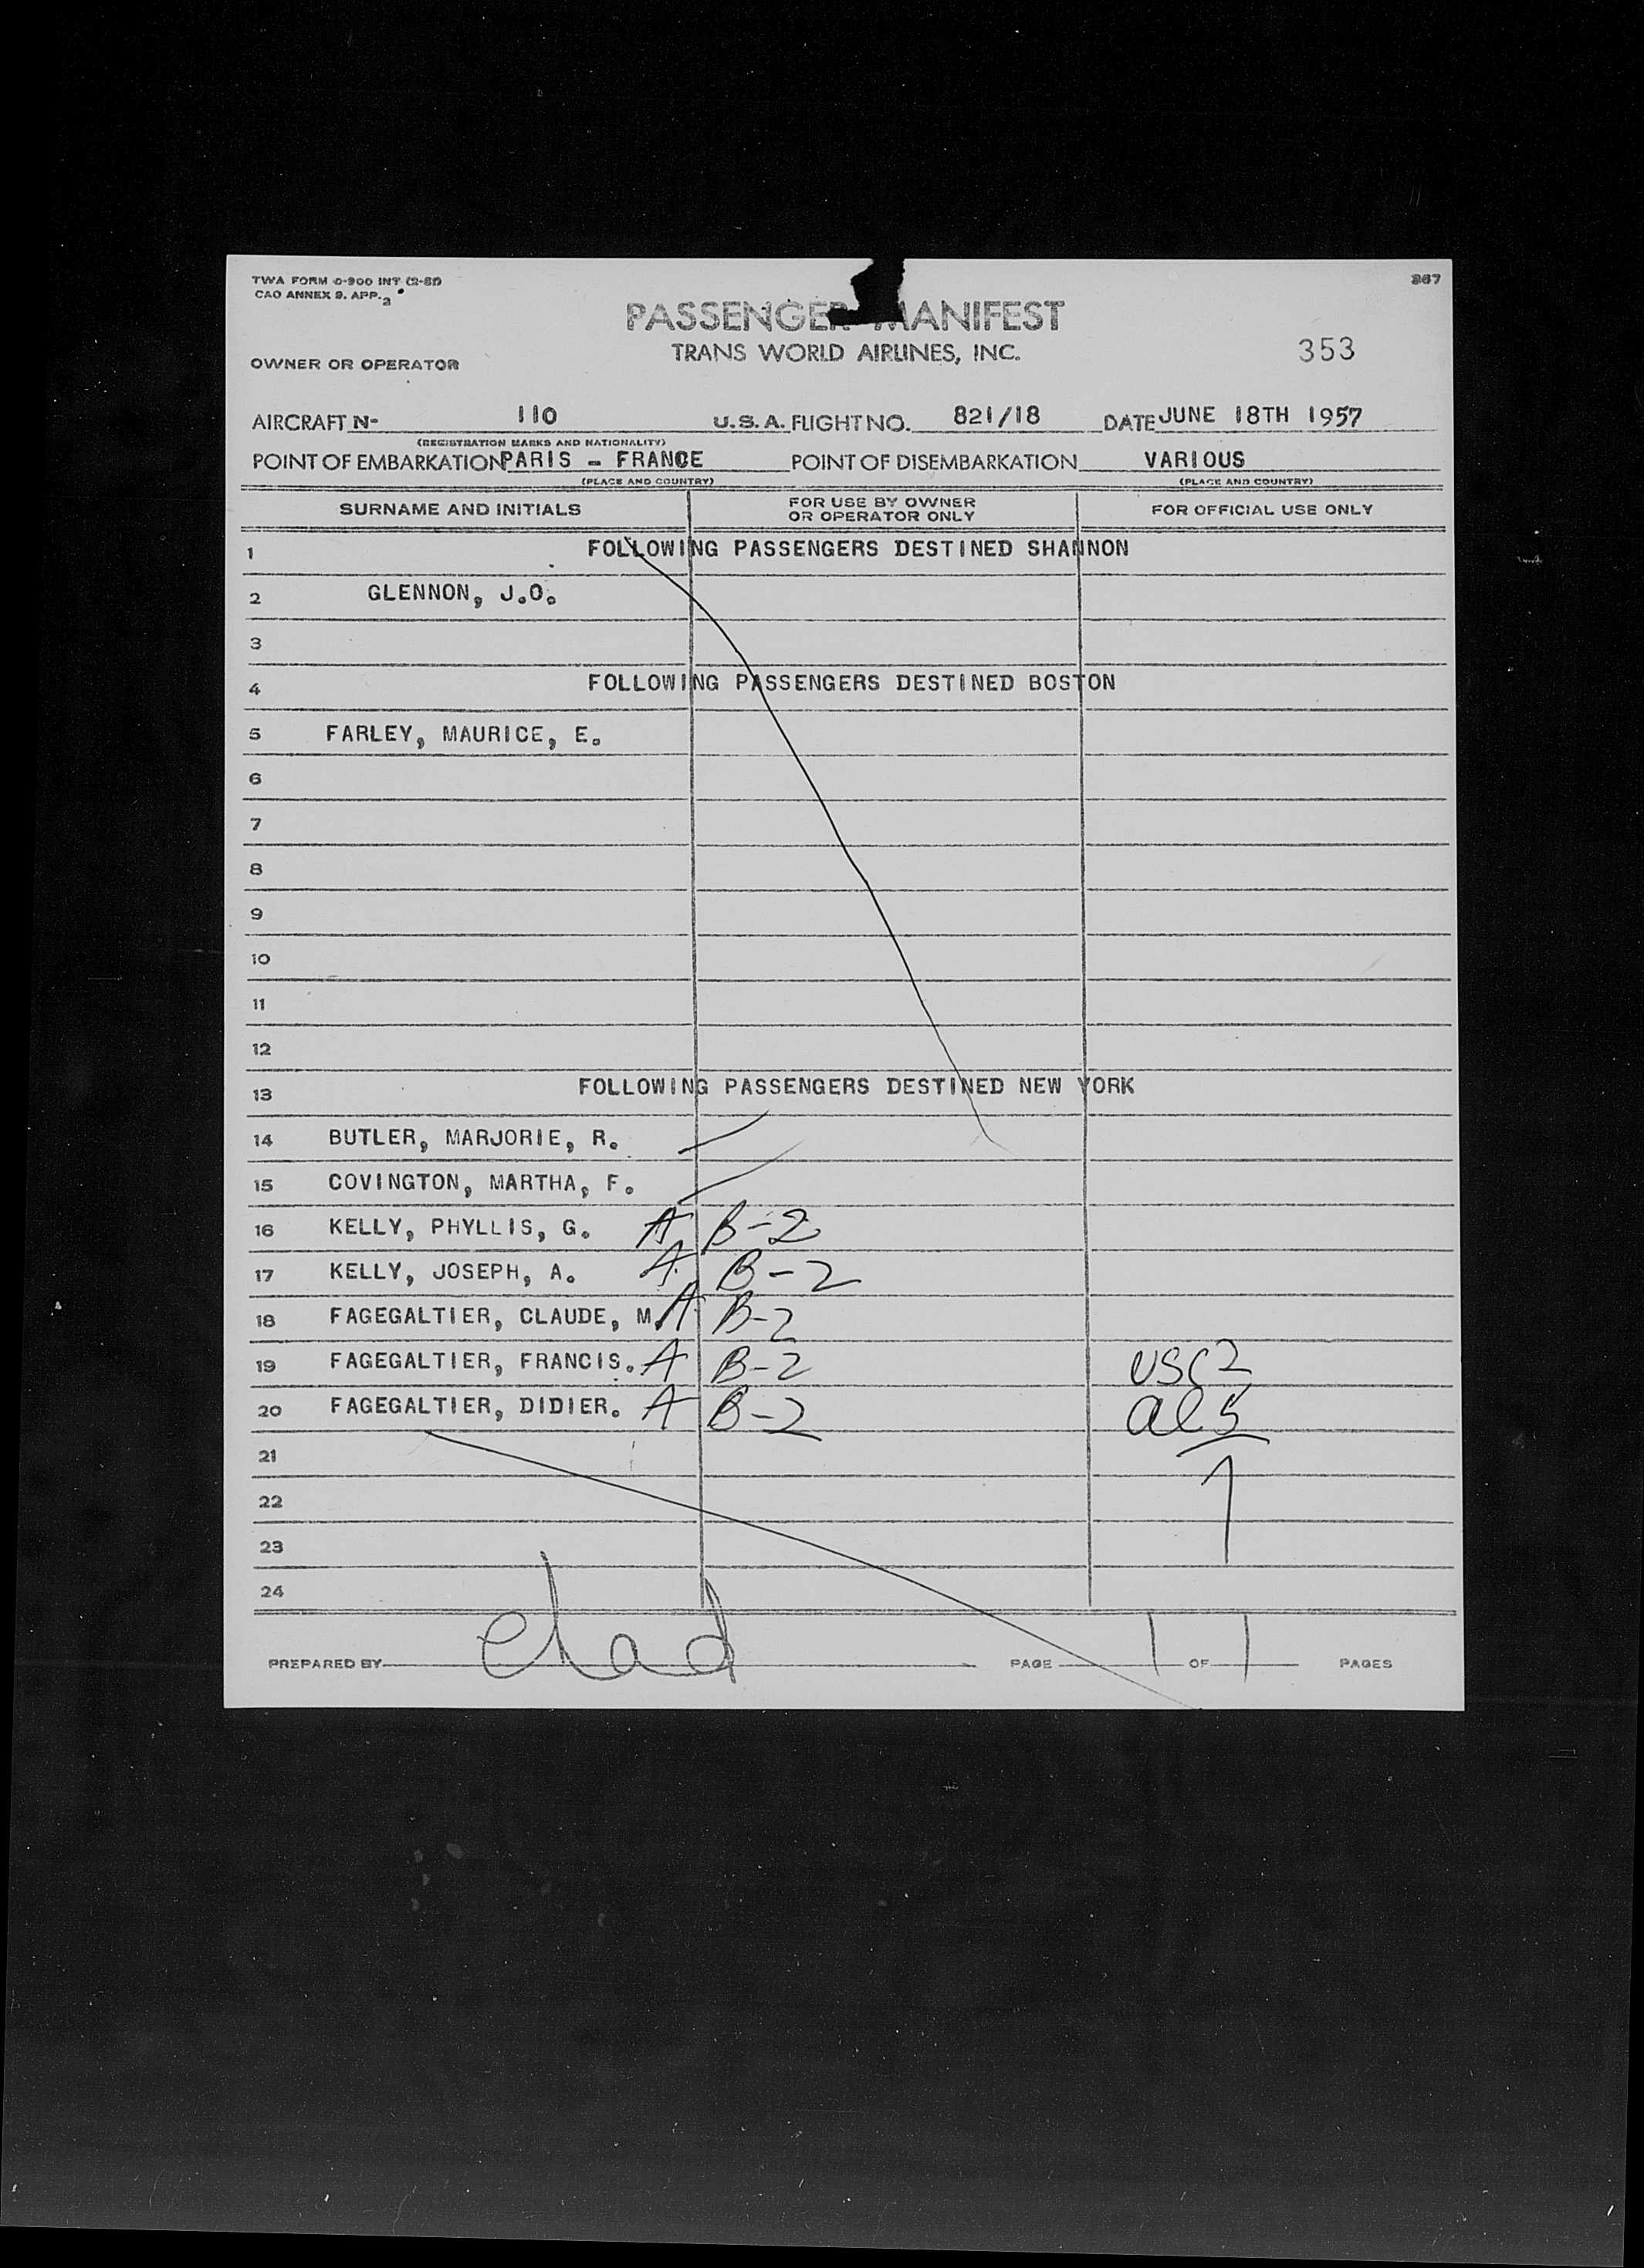 TWA FORM 0-900 INT (2-51)
CAO ANNEX 9. APP. 2
367
PASSENGER MANIFEST
TRANS WORLD AIRLINES, INC.
353
OWNER OR OPERATOR
AIRCRAFT N- 110 U.S.A. FLIGHT NO. 821/18 DATE JUNE 18TH 1957
(REGISTRATION MARKS AND NATIONALITY)
POINT OF EMBARKATION PARIS - FRANCE POINT OF DISEMBARKATION VARIOUS
(PLACE AND COUNTRY) (PLACE AND COUNTRY)
SURNAME AND INITIALS FOR USE BY OWNER OR OPERATOR ONLY FOR OFFICIAL USE ONLY
1 FOLLOWING PASSENGERS DESTINED SHANNON
2 GLENNON, J.O.
3
4 FOLLOWING PASSENGERS DESTINED BOSTON
5 FARLEY, MAURICE, E.
6
7
8
9
10
11
12
13 FOLLOWING PASSENGERS DESTINED NEW YORK
14 BUTLER, MARJORIE, R.
15 COVINGTON, MARTHA, F.
16 KELLY, PHYLLIS, G. A B-2
17 KELLY, JOSEPH, A. A B-2
18 FAGEGALTIER, CLAUDE, M. A B-2
19 FAGEGALTIER, FRANCIS. A B-2 USC 2
20 FAGEGALTIER, DIDIER. A B-2 al 5
21
22 7
23
24
PREPARED BY PAGE 1 OF 1 PAGES